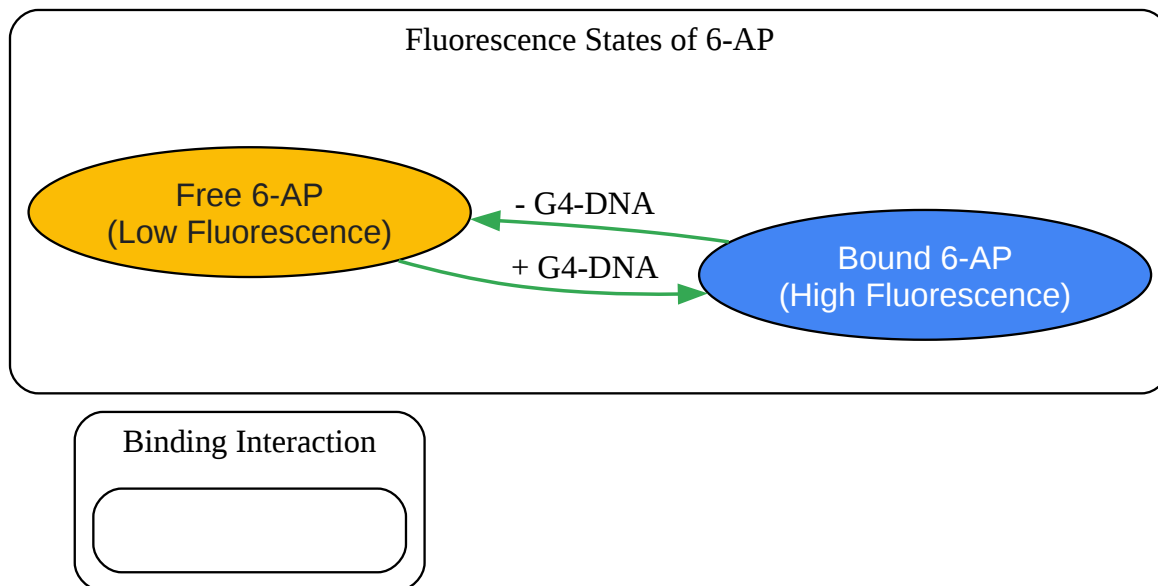 Fluorescence States of 6-AP
Free 6-AP
(Low Fluorescence)
- G4-DNA
+ G4-DNA
Bound 6-AP
(High Fluorescence)
Binding Interaction